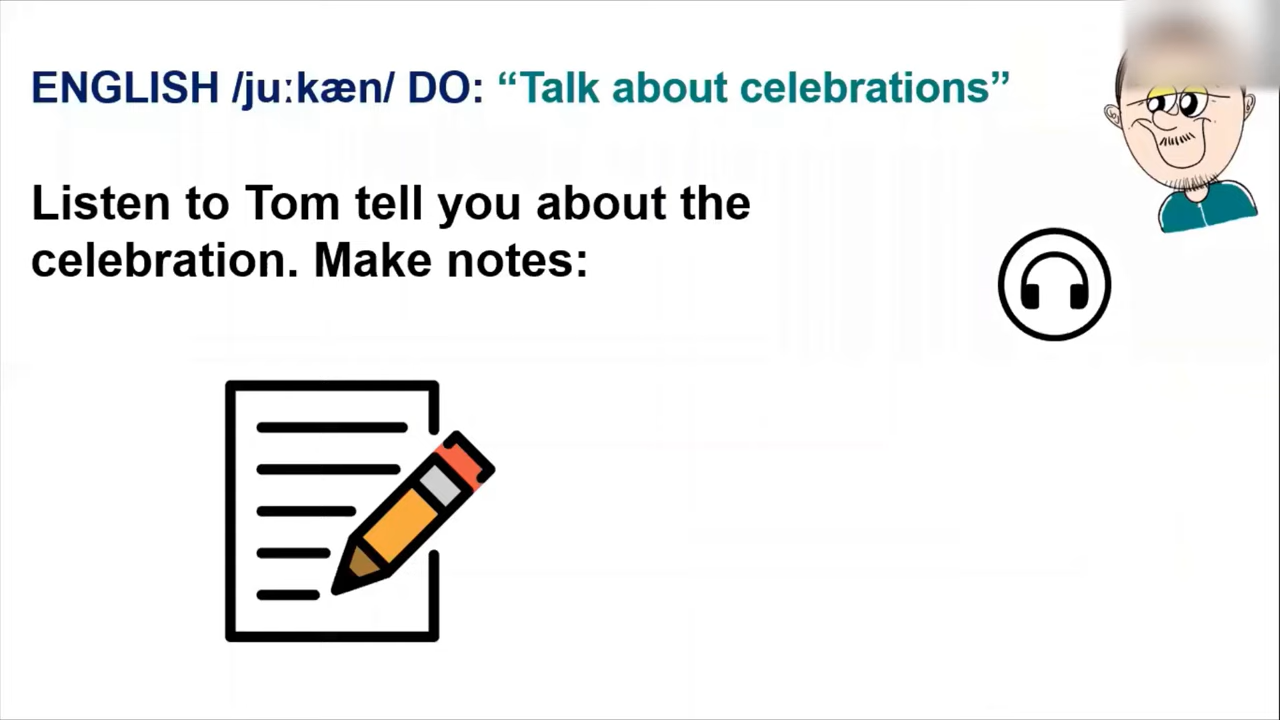 ENGLISH /juːkæn/ DO: “Talk about celebrations”
Listen to Tom tell you about the
celebration. Make notes: